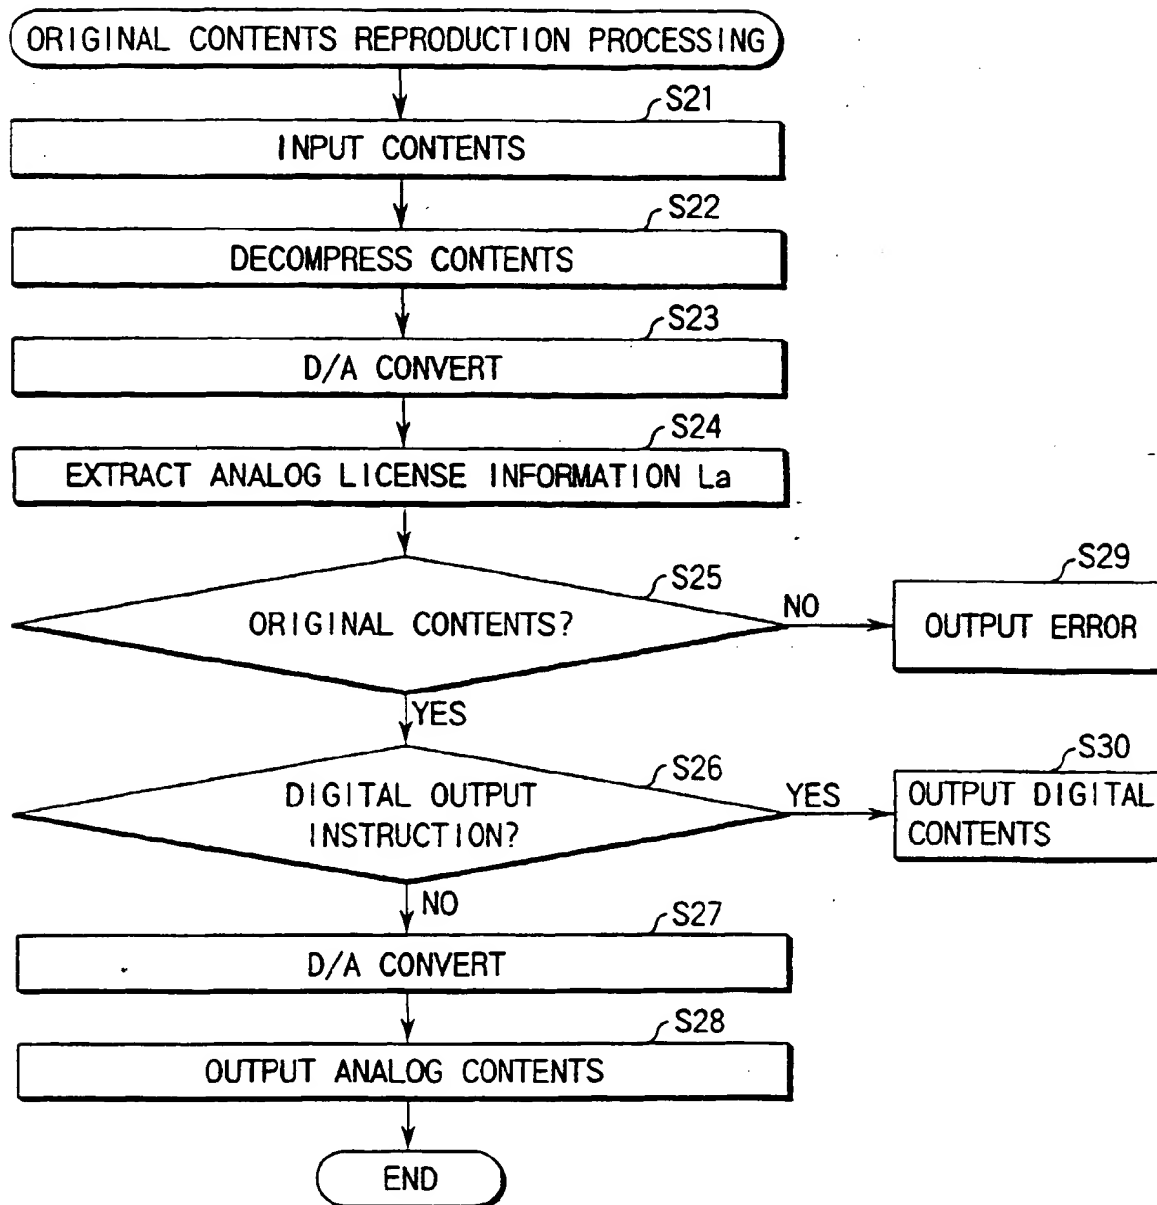 ORIGINAL CONTENTS REPRODUCTION PROCESSING
S21
INPUT CONTENTS
S22
DECOMPRESS CONTENTS
S23
D/A CONVERT
S24
EXTRACT ANALOG LICENSE INFORMATION La
S25
ORIGINAL CONTENTS?
NO
S29
OUTPUT ERROR
YES
S26
DIGITAL OUTPUT
INSTRUCTION?
YES
S30
OUTPUT DIGITAL
CONTENTS
NO
S27
D/A CONVERT
S28
OUTPUT ANALOG CONTENTS
END